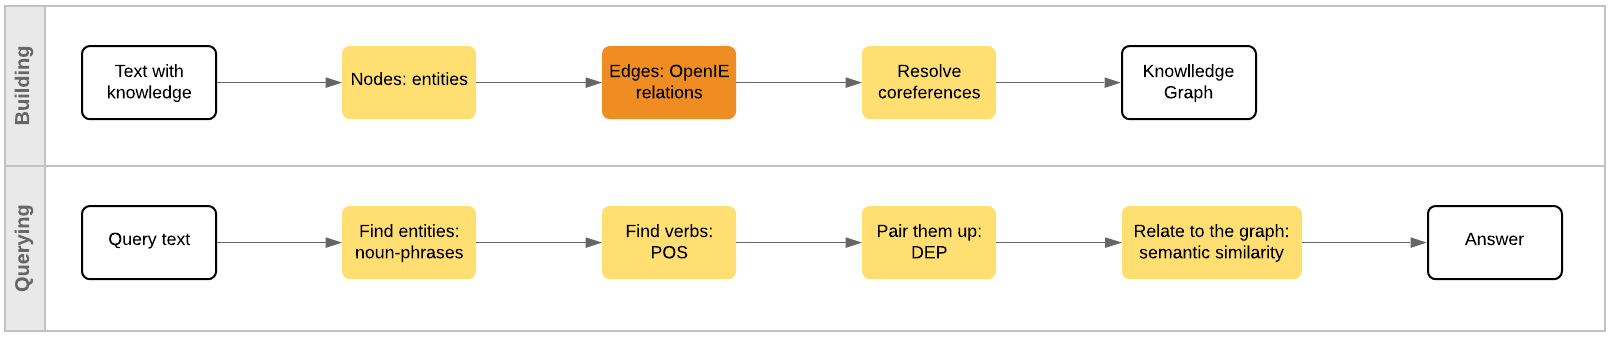 Building
Text with
knowledge
Nodes: entities
Edges: OpenIE
relations
Resolve
coreferences
Knowlledge
Graph
Querying
Query text
Find entities:
noun-phrases
Find verbs:
POS
Pair them up:
DEP
Relate to the graph:
semantic similarity
Answer